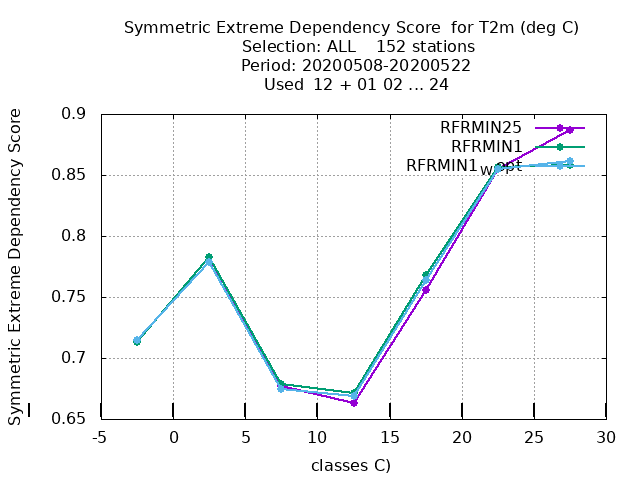 Symmetric Extreme Dependency Score for T2m (deg C)
Selection: ALL 152 stations
Period: 20200508-20200522
Used 12 + 01 02 ... 24
Symmetric Extreme Dependency Score
0.9
0.85
0.8
0.75
0.7
0.65
RFRMIN25
RFRMIN1
RFRMIN1wopt
-5 0 5 10 15 20 25 30
classes C)